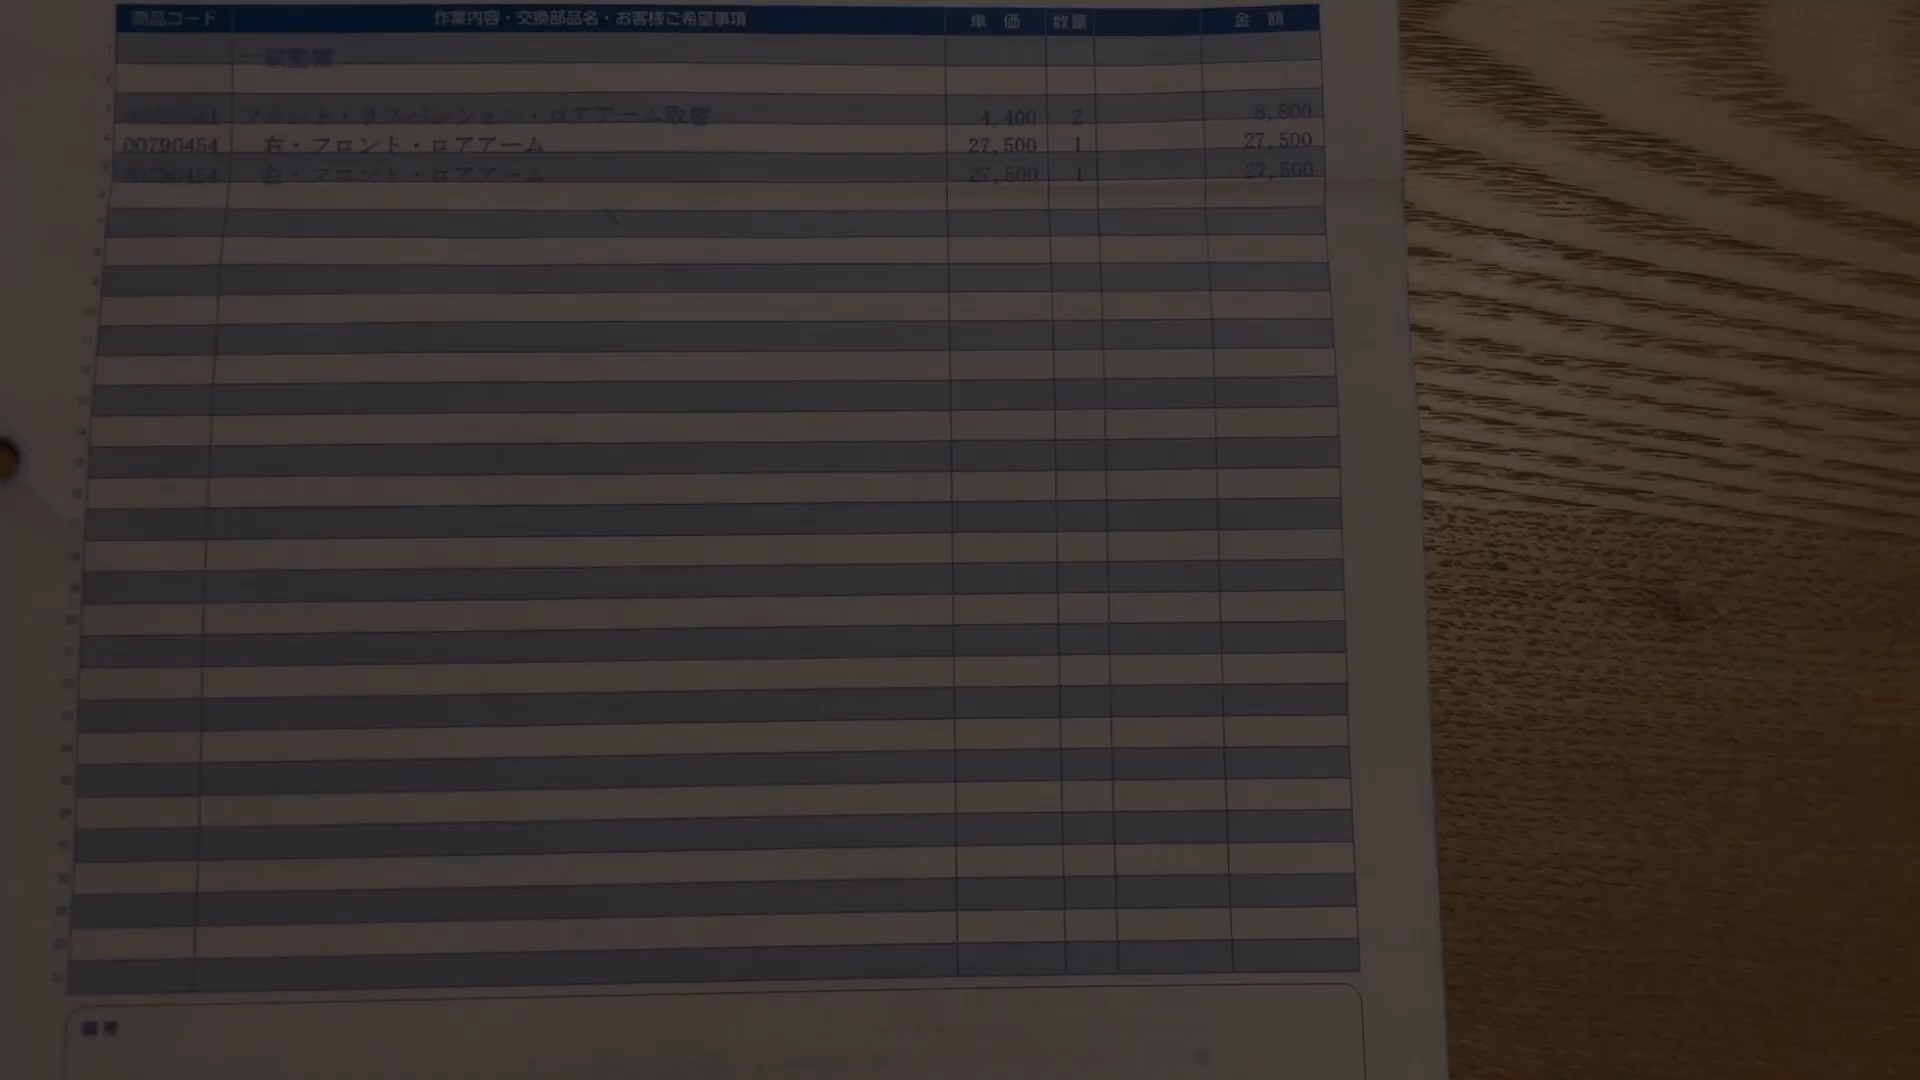 商品コード 作業内容・交換部品名・お客様ご希望事項 単価 数量 金額
一般整備
フロント・サスペンション・ロアアーム取替 4,400 2 8,800
00790454 右・フロント・ロアアーム 27,500 1 27,500
00790454 左・フロント・ロアアーム 27,500 1 27,500
備考